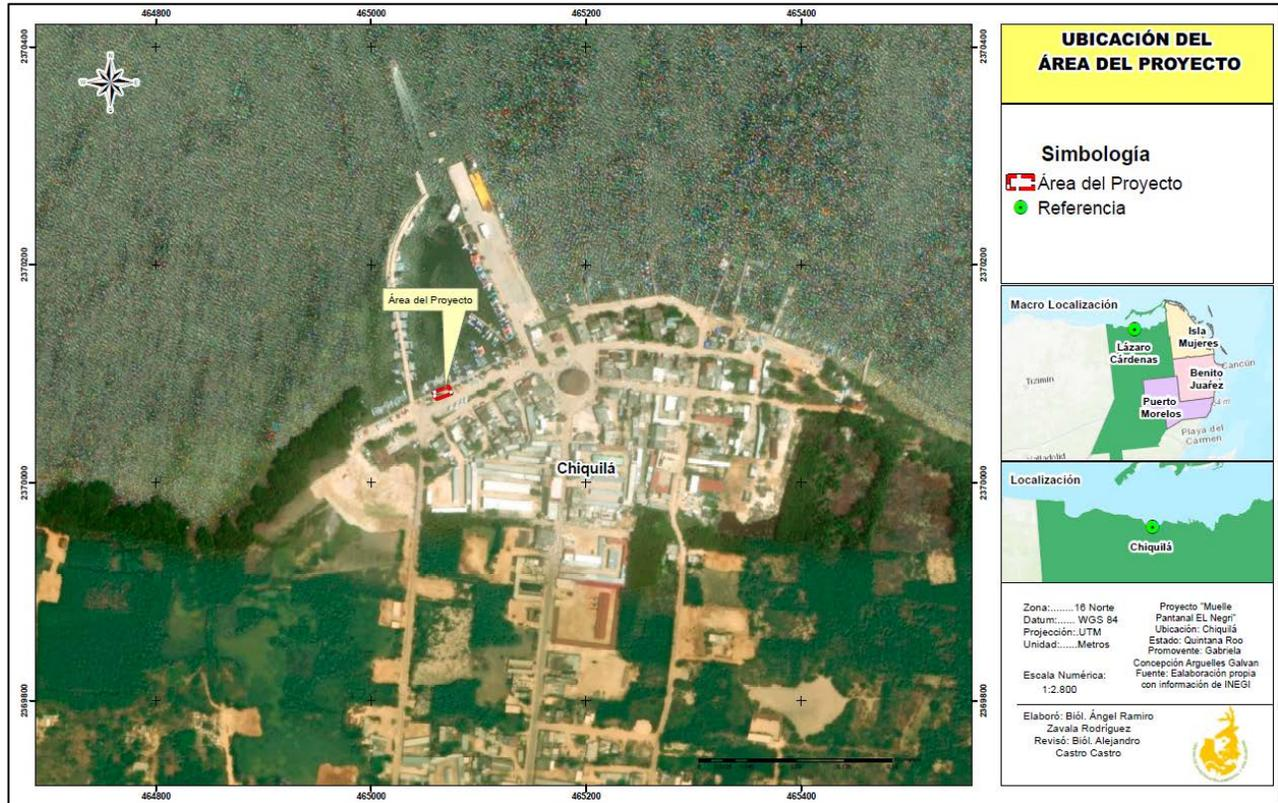 464800
465000
465200
465400
2370400
2370400
2370200
2370200
2370000
2370000
2369800
2369800
464800
465000
465200
465400
Área del Proyecto
Chiquilá
UBICACIÓN DEL
ÁREA DEL PROYECTO
Simbología
Área del Proyecto
Referencia
Macro Localización
Isla
Mujeres
Lázaro
Cárdenas
Cancún
Benito
Juaréz
Tizimín
Puerto
Morelos
Playa del
Carmen
Valladolid
Localización
Chiquilá
Zona:.......16 Norte
Datum:...... WGS 84
Projección:.UTM
Unidad:......Metros
Escala Numérica:
1:2.800
Proyecto "Muelle
Pantanal EL Negri"
Ubicación: Chiquilá
Estado: Quintana Roo
Promovente: Gabriela
Concepción Arguelles Galvan
Fuente: Ealaboración propia
con información de INEGI
Elaboró: Biól. Ángel Ramiro
Zavala Rodríguez
Revisó: Biól. Alejandro
Castro Castro